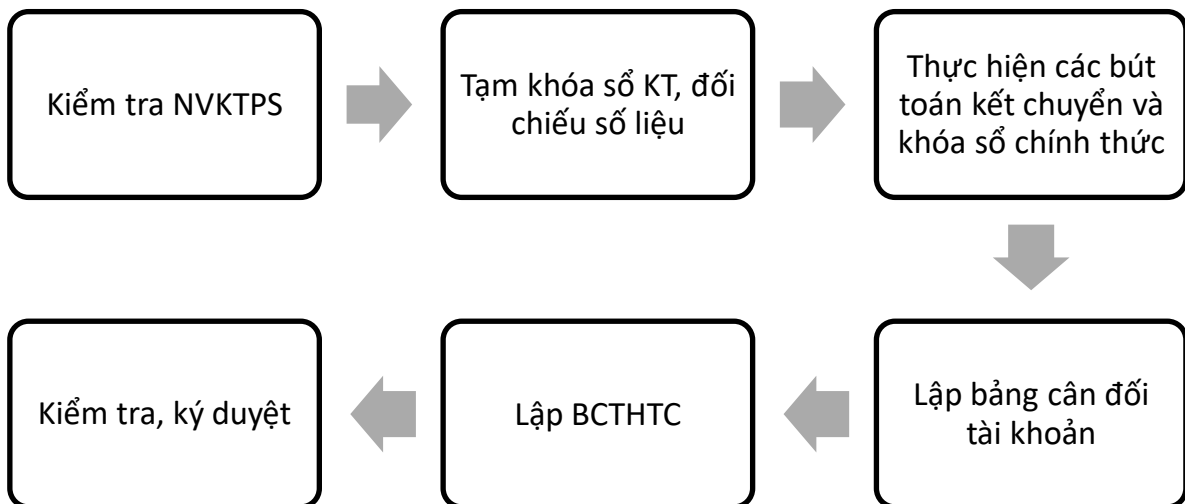 Kiểm tra NVKTPS
Tạm khóa sổ KT, đối
chiếu số liệu
Thực hiện các bút
toán kết chuyển và
khóa sổ chính thức
Lập bảng cân đối
tài khoản
Lập BCTHTC
Kiểm tra, ký duyệt